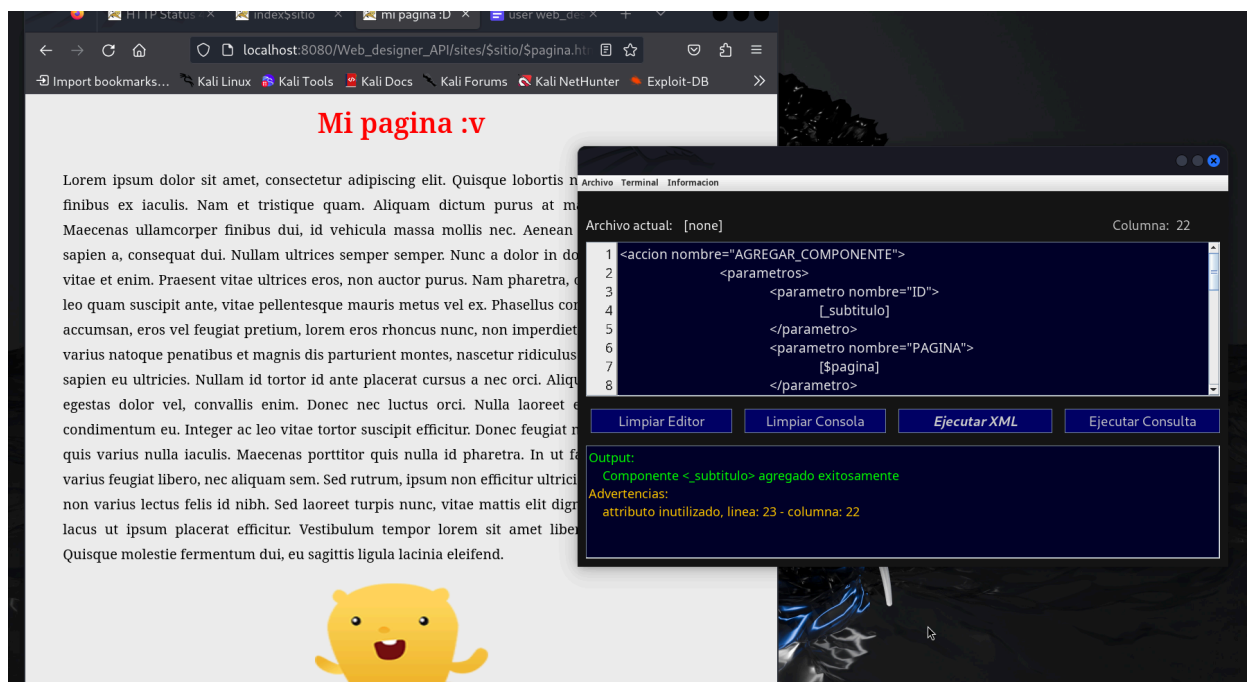 HTTP Status
index$sitio
mi pagina :D
user web_des
localhost:8080/Web_designer_API/sites/$sitio/$pagina.ht
Import bookmarks... Kali Linux Kali Tools Kali Docs Kali Forums Kali NetHunter Exploit-DB
Mi pagina :v
Lorem ipsum dolor sit amet, consectetur adipiscing elit. Quisque lobortis
finibus ex iaculis. Nam et tristique quam. Aliquam dictum purus at
Maecenas ullamcorper finibus dui, id vehicula massa mollis nec. Aenean
sapien a, consequat dui. Nullam ultrices semper semper. Nunc a dolor in
vitae et enim. Praesent vitae ultrices eros, non auctor purus. Nam pharetra,
leo quam suscipit ante, vitae pellentesque mauris metus vel ex. Phasellus
accumsan, eros vel feugiat pretium, lorem eros rhoncus nunc, non imperdiet
varius natoque penatibus et magnis dis parturient montes, nascetur ridiculus
sapien eu ultricies. Nullam id tortor id ante placerat cursus a nec orci.
egestas dolor vel, convallis enim. Donec nec luctus orci. Nulla laoreet
condimentum eu. Integer ac leo vitae tortor suscipit efficitur. Donec feugiat
quis varius nulla iaculis. Maecenas porttitor quis nulla id pharetra. In ut
varius feugiat libero, nec aliquam sem. Sed rutrum, ipsum non efficitur
non varius lectus felis id nibh. Sed laoreet turpis nunc, vitae mattis elit
lacus ut ipsum placerat efficitur. Vestibulum tempor lorem sit amet
Quisque molestie fermentum dui, eu sagittis ligula lacinia eleifend.
Archivo Terminal Informacion
Archivo actual: [none]
Columna: 22
1 <accion nombre="AGREGAR_COMPONENTE">
2 <parametros>
3 <parametro nombre="ID">
4 [_subtitulo]
5 </parametro>
6 <parametro nombre="PAGINA">
7 [$pagina]
8 </parametro>
Limpiar Editor
Limpiar Consola
Ejecutar XML
Ejecutar Consulta
Output:
Componente <_subtitulo> agregado exitosamente
Advertencias:
attributo inutilizado, linea: 23 - columna: 22